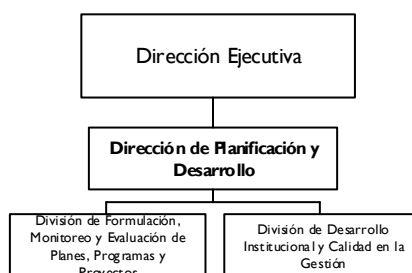 Dirección Ejecutiva
Dirección de Planificación y
Desarrollo
División de Formulación,
Monitoreo y Evaluación de
Planes, Programas y
Proyectos
División de Desarrollo
Institucional y Calidad en la
Gestión